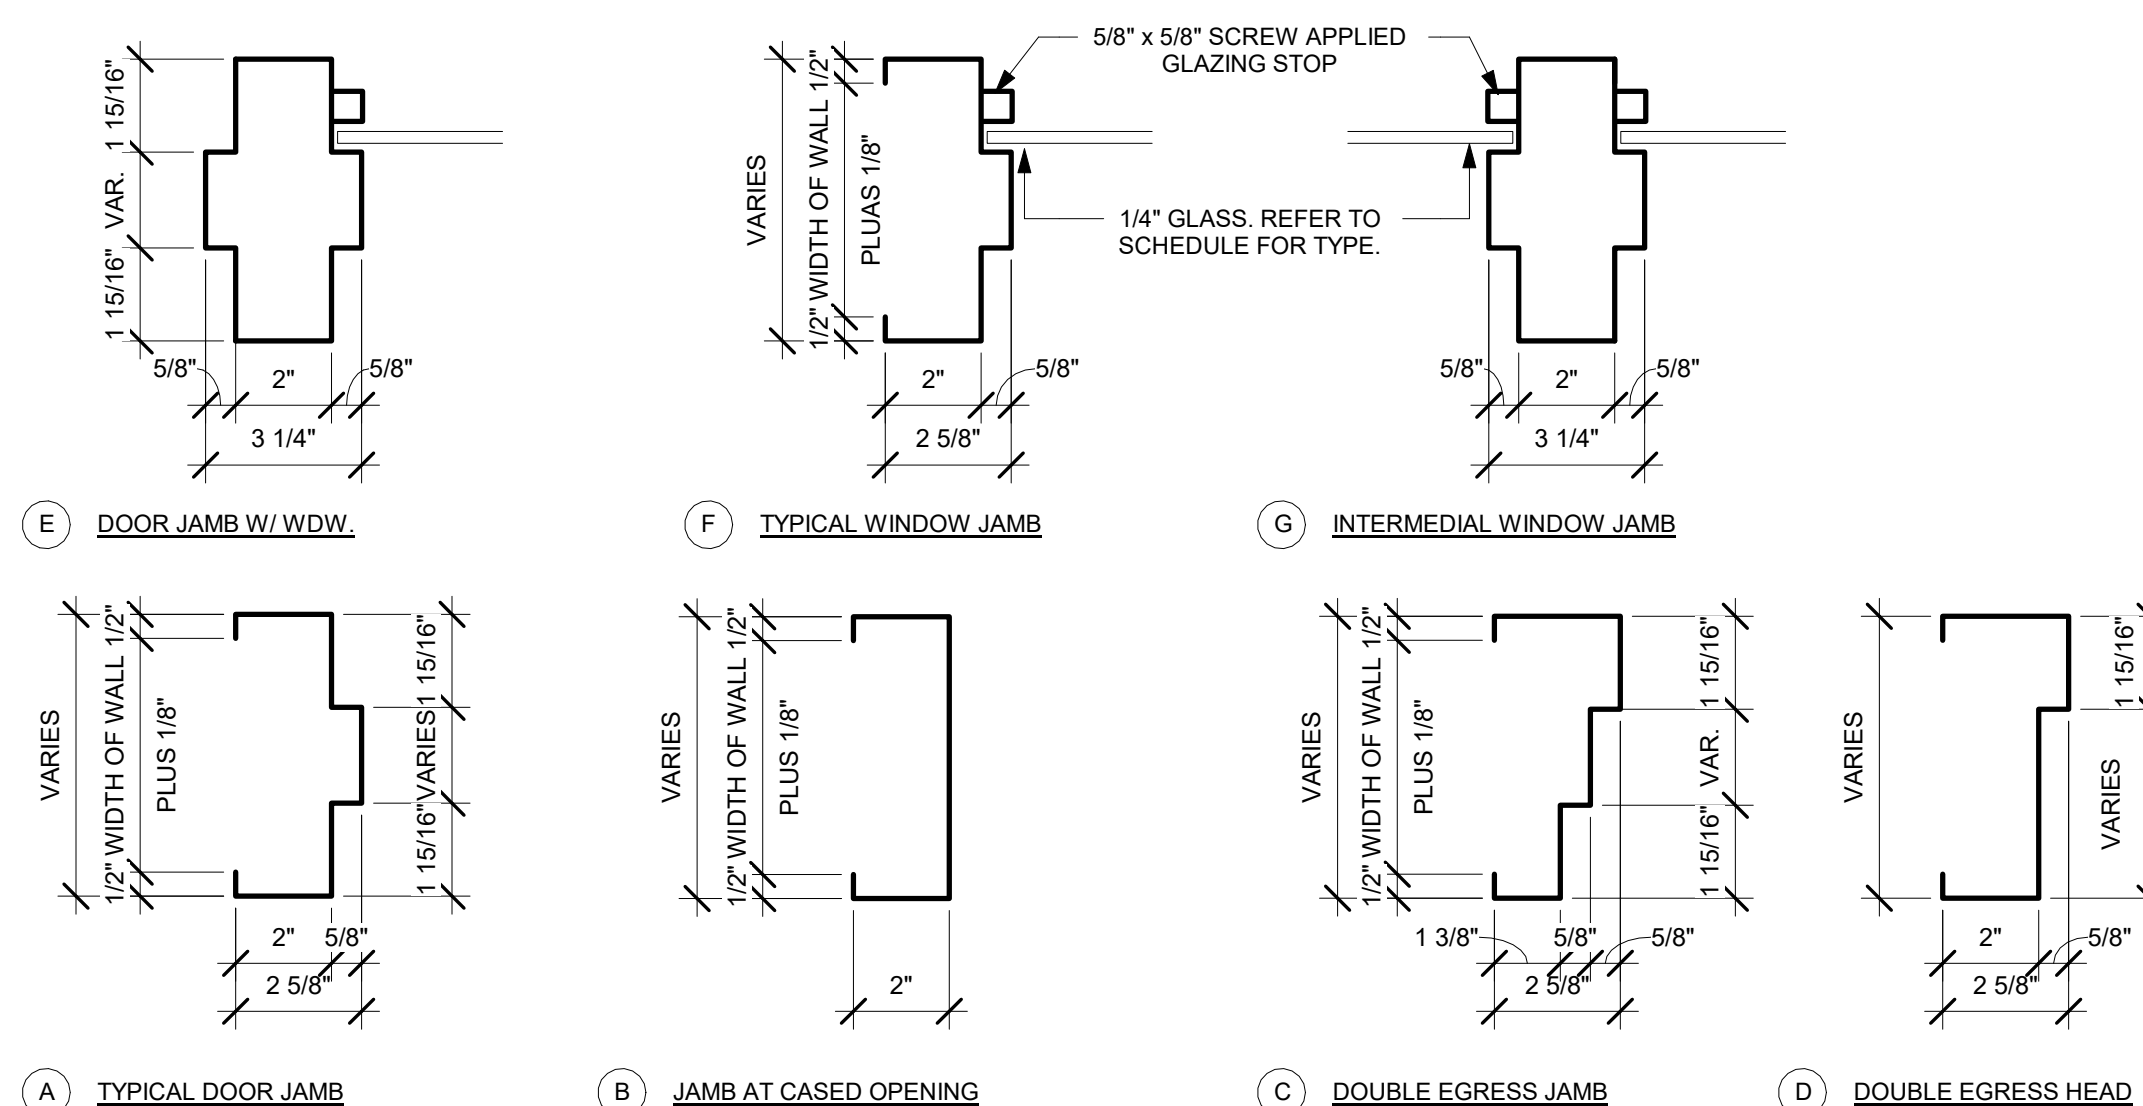 5/8" x 5/8" SCREW APPLIED
GLAZING STOP
1 15/16"
VAR.
1 15/16"
5/8"
2"
5/8"
3 1/4"
VARIES
1/2" WIDTH OF WALL 1/2"
PLUAS 1/8"
2"
5/8"
2 5/8"
1/4" GLASS. REFER TO
SCHEDULE FOR TYPE.
5/8"
2"
5/8"
3 1/4"
E DOOR JAMB W/ WDW.
F TYPICAL WINDOW JAMB
G INTERMEDIAL WINDOW JAMB
VARIES
1/2" WIDTH OF WALL 1/2"
PLUS 1/8"
1 15/16" VARIES 1 15/16"
2"
5/8"
2 5/8"
VARIES
1/2" WIDTH OF WALL 1/2"
PLUS 1/8"
2"
VARIES
1/2" WIDTH OF WALL 1/2"
PLUS 1/8"
1 15/16"
VAR.
1 15/16"
1 3/8"
5/8"
5/8"
2 5/8"
VARIES
1 15/16"
VARIES
2"
5/8"
2 5/8"
A TYPICAL DOOR JAMB
B JAMB AT CASED OPENING
C DOUBLE EGRESS JAMB
D DOUBLE EGRESS HEAD